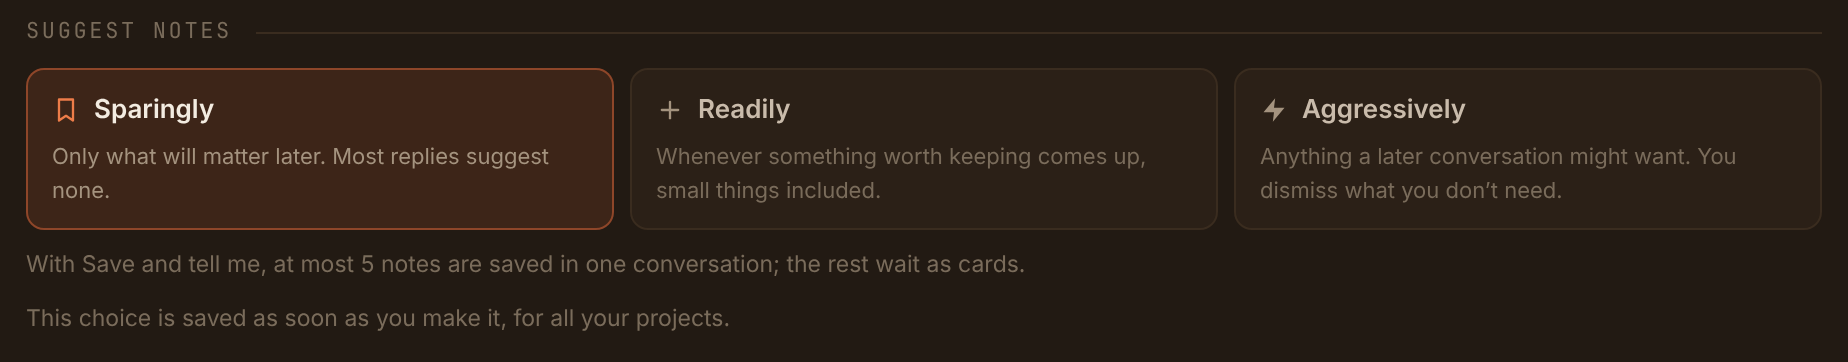 SUGGEST NOTES
Sparingly
Only what will matter later. Most replies suggest
none.
Readily
Whenever something worth keeping comes up,
small things included.
Aggressively
Anything a later conversation might want. You
dismiss what you don’t need.
With Save and tell me, at most 5 notes are saved in one conversation; the rest wait as cards.
This choice is saved as soon as you make it, for all your projects.